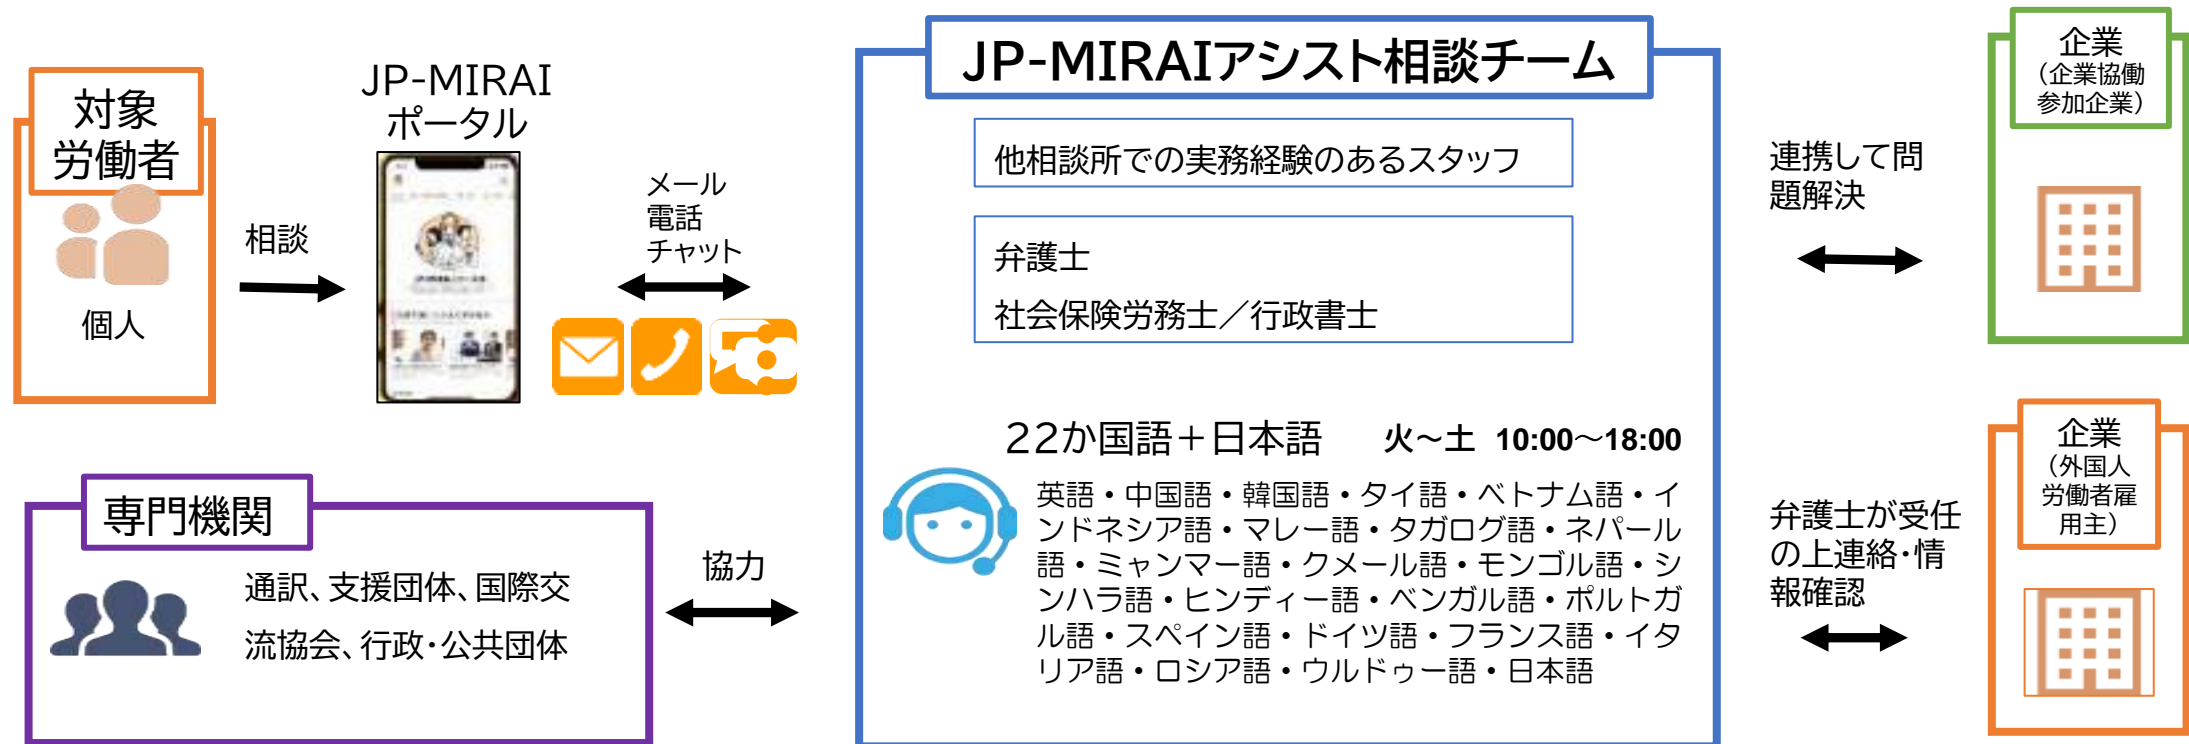 対象
労働者
個人
相談
JP-MIRAI
ポータル
メール
電話
チャット
専門機関
通訳、支援団体、国際交
流協会、行政・公共団体
協力
JP-MIRAIアシスト相談チーム
他相談所での実務経験のあるスタッフ
弁護士
社会保険労務士／行政書士
22か国語＋日本語 火～土 10:00～18:00
英語・中国語・韓国語・タイ語・ベトナム語・イ
ンドネシア語・マレー語・タガログ語・ネパール
語・ミャンマー語・クメール語・モンゴル語・シ
ンハラ語・ヒンディー語・ベンガル語・ポルトガ
ル語・スペイン語・ドイツ語・フランス語・イタ
リア語・ロシア語・ウルドゥー語・日本語
連携して問
題解決
企業
（企業協働
参加企業）
弁護士が受任
の上連絡・情
報確認
企業
（外国人
労働者雇
用主）